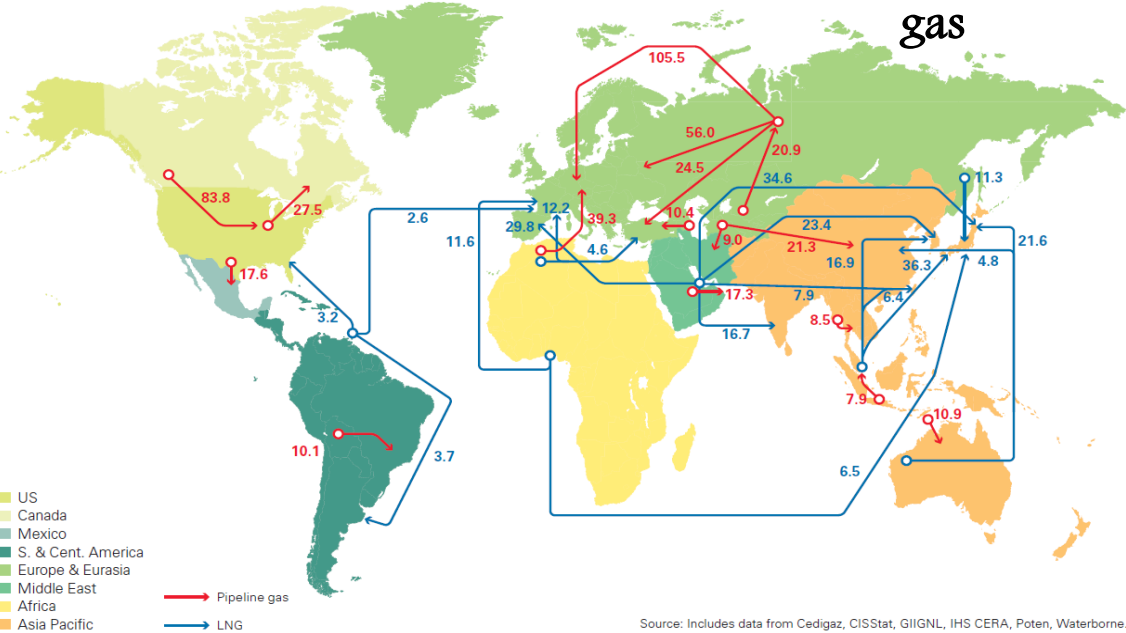 gas
105.5
56.0
24.5
20.9
34.6
11.3
83.8
27.5
2.6
12.2
29.8
39.3
10.4
23.4
11.6
4.6
9.0
21.3
21.6
16.9
36.3
4.8
17.6
17.3
7.9
6.4
3.2
16.7
8.5
7.9
10.9
10.1
3.7
6.5
US
Canada
Mexico
S. & Cent. America
Europe & Eurasia
Middle East
Africa
Asia Pacific
Pipeline gas
LNG
Source: Includes data from Cedigaz, CISStat, GIIGNL, IHS CERA, Poten, Waterborne.